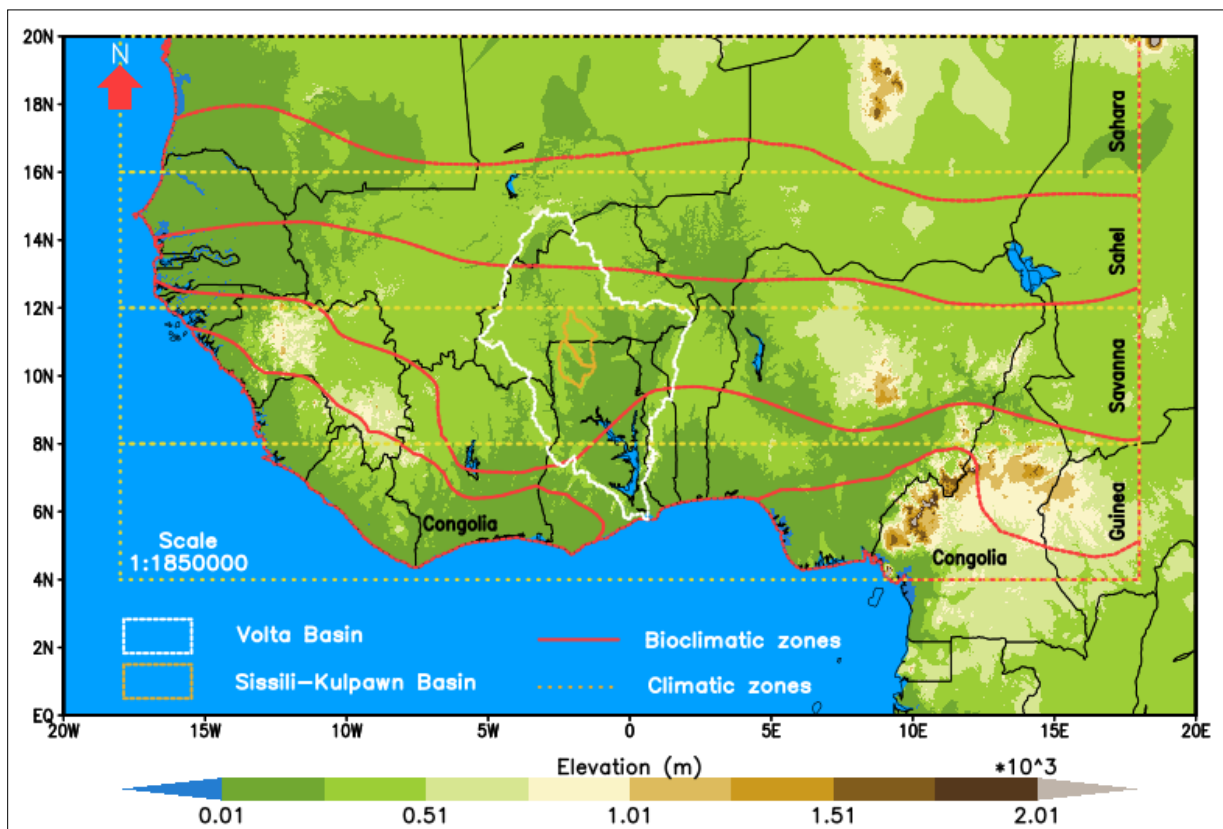 20N
18N
16N
14N
12N
10N
8N
6N
4N
2N
EQ
20W
15W
10W
5W
0
5E
10E
15E
20E
N
Sahara
Sahel
Savanna
Guinea
Congolia
Congolia
Scale
1:1850000
Volta Basin
Sissili-Kulpawn Basin
Bioclimatic zones
Climatic zones
Elevation (m)
*10^3
0.01
0.51
1.01
1.51
2.01